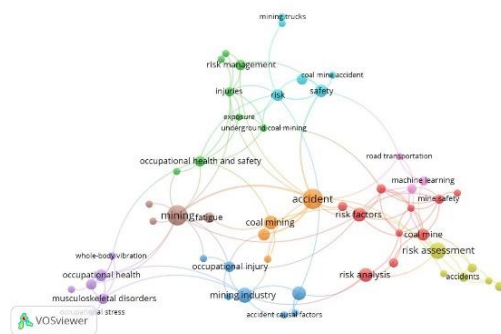 mining trucks
risk management
coal mine accident
injuries
risk
safety
exposure
underground coal mining
road transportation
occupational health and safety
machine learning
accident
mine safety
mining
fatigue
risk factors
coal mining
coal mine
risk assessment
whole-body vibration
occupational health
occupational injury
risk analysis
accidents
musculoskeletal disorders
mining industry
occupational stress
accident causal factors
VOSviewer